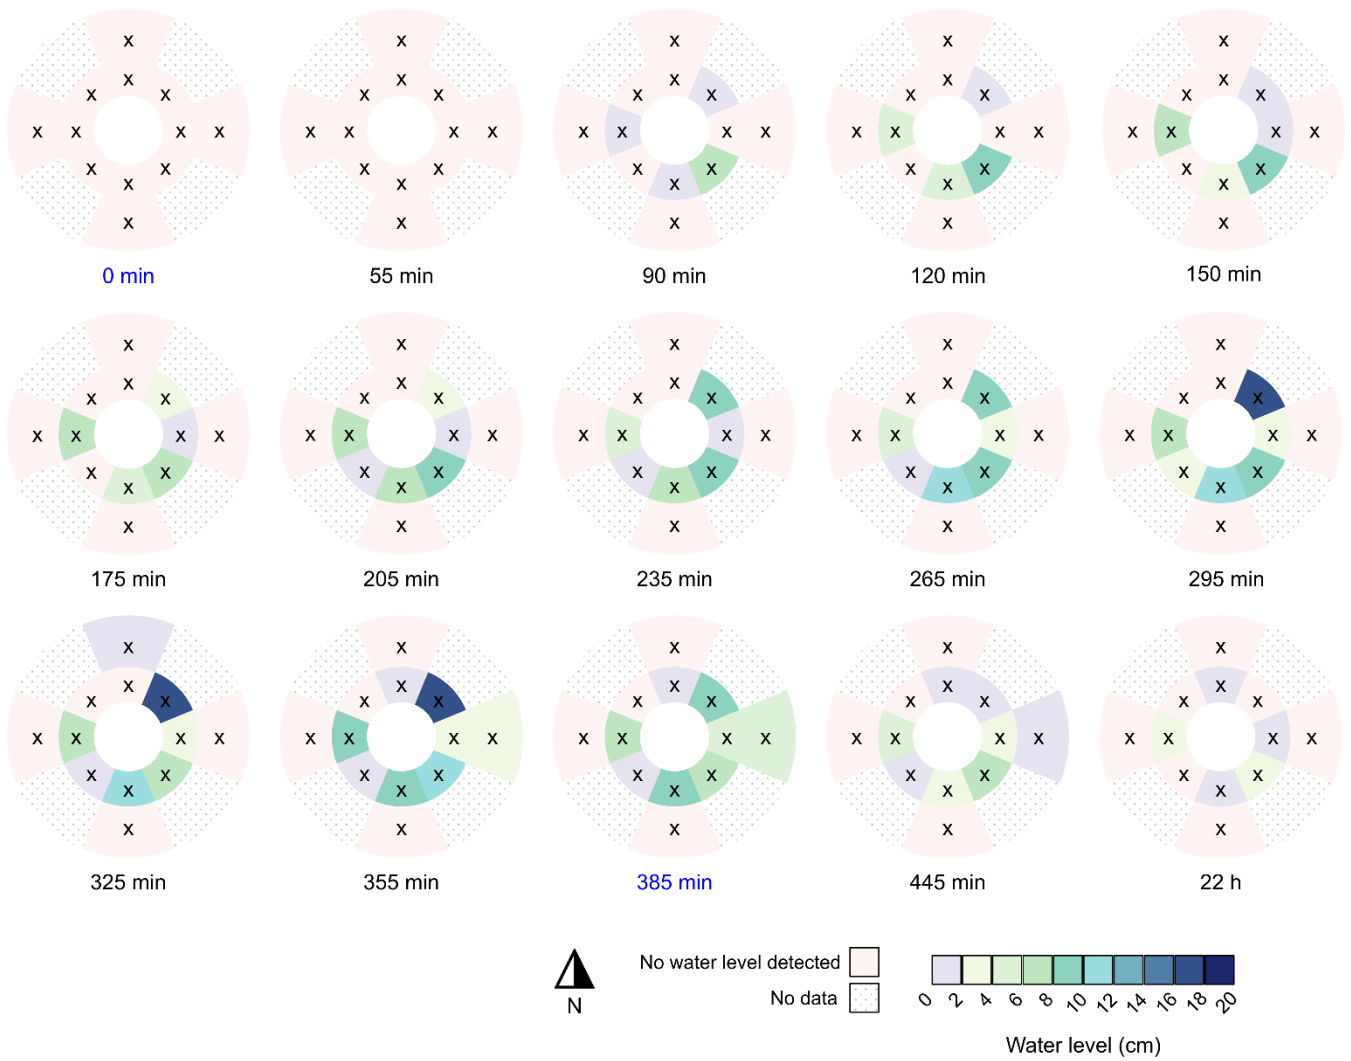 x
x
x x
x x x x
x x
x
x
0 min
x
x
x x
x x x x
x x
x
x
55 min
x
x
x x
x x x x
x x
x
x
90 min
x
x
x x
x x x x
x x
x
x
120 min
x
x
x x
x x x x
x x
x
x
150 min
x
x
x x
x x x x
x x
x
x
175 min
x
x
x x
x x x x
x x
x
x
205 min
x
x
x x
x x x x
x x
x
x
235 min
x
x
x x
x x x x
x x
x
x
265 min
x
x
x x
x x x x
x x
x
x
295 min
x
x
x x
x x x x
x x
x
x
325 min
x
x
x x
x x x x
x x
x
x
355 min
x
x
x x
x x x x
x x
x
x
385 min
x
x
x x
x x x x
x x
x
x
445 min
x
x
x x
x x x x
x x
x
x
22 h
N
No water level detected
No data
0 2 4 6 8 10 12 14 16 18 20
Water level (cm)